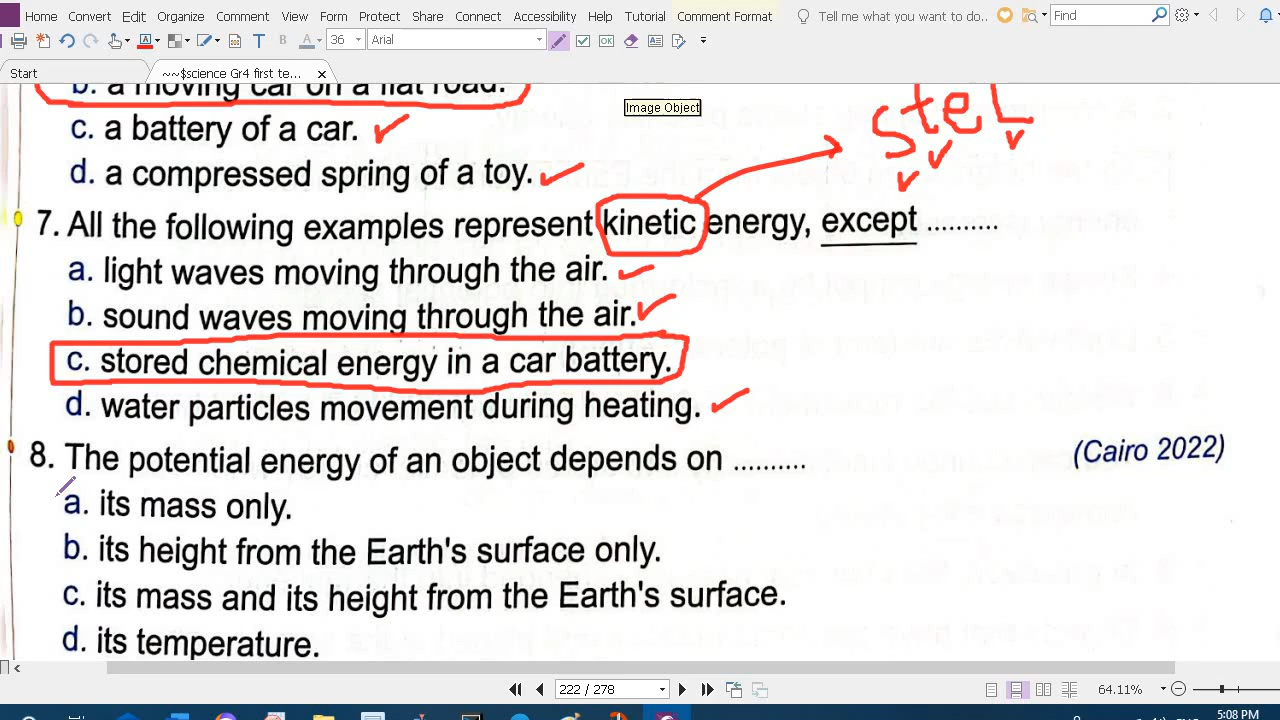 Home Convert Edit Organize Comment View Form Protect Share Connect Accessibility Help Tutorial Comment Format
Tell me what you want to do..
Find
36 Arial
Start
~~$science Gr4 first te...
Image Object
b. a moving car on a flat road.
c. a battery of a car.
d. a compressed spring of a toy.
steL
7. All the following examples represent kinetic energy, except ..........
a. light waves moving through the air.
b. sound waves moving through the air.
c. stored chemical energy in a car battery.
d. water particles movement during heating.
8. The potential energy of an object depends on ..........
(Cairo 2022)
a. its mass only.
b. its height from the Earth's surface only.
c. its mass and its height from the Earth's surface.
d. its temperature.
222 / 278
64.11%
5:08 PM